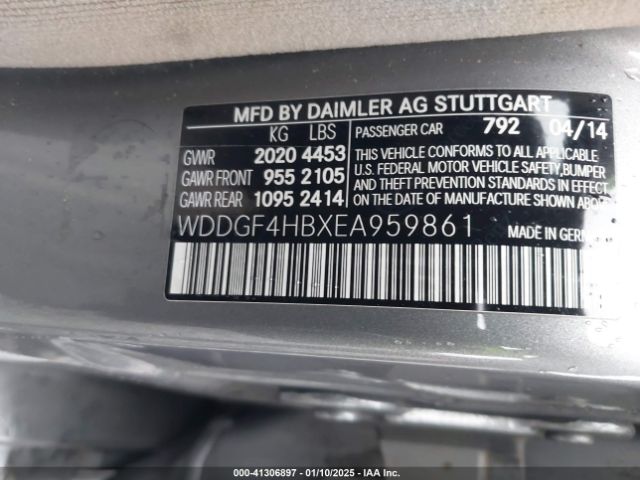 MFD BY DAIMLER AG STUTTGART
KG LBS
GVWR 2020 4453
GAWR FRONT 955 2105
GAWR REAR 1095 2414
PASSENGER CAR 792 04/14
THIS VEHICLE CONFORMS TO ALL APPLICABLE
U.S. FEDERAL MOTOR VEHICLE SAFETY, BUMPER
AND THEFT PREVENTION STANDARDS IN EFFECT
ON THE DATE OF MANUFACTURE SHOWN ABOVE
WDDGF4HBXEA959861 MADE IN GERM
000-41306897 | 01/10/2025 | IAA Inc.